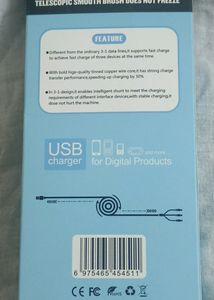 TELESCOPIC SMOOTH BRUSH DOES NOT FREEZE
FEATURE
Different from the ordinary 3-1 data lines,it supports fast charge
to achieve fast charge of three devices at the same time.
With bold high-quality tinned copper wire core,it has strong charge
transfer performance,speeding up charging by 50%
In 3-1 design,it enables intelligent shunt to meet the charging
requirements of different interface devices,with stable charging,it
dose not hurt the machine.
USB
charger
and more
for Digital Products
6 975465 454511
CE
RoHS